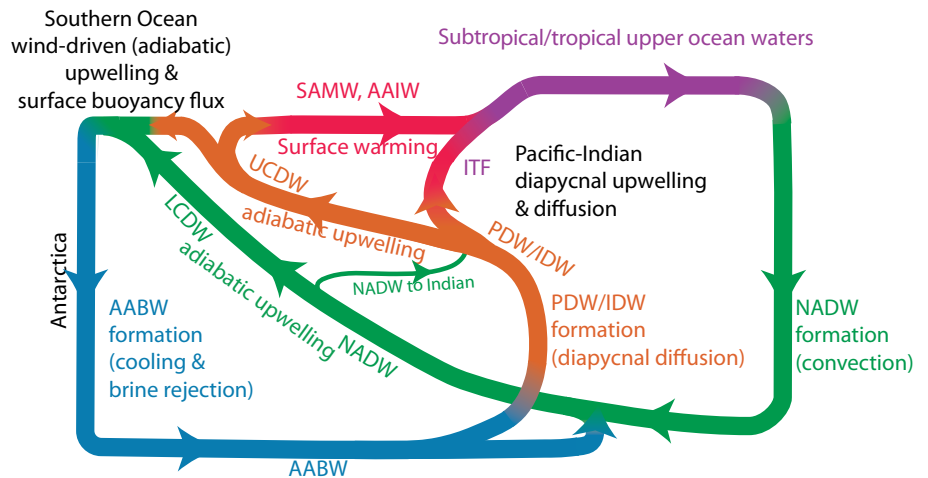 Southern Ocean
wind-driven (adiabatic)
upwelling &
surface buoyancy flux
Subtropical/tropical upper ocean waters
SAMW, AAIW
Surface warming
ITF
Pacific-Indian
diapycnal upwelling
& diffusion
UCDW
adiabatic upwelling
PDW/IDW
LCDW
adiabatic upwelling
NADW to Indian
NADW
Antarctica
AABW
formation
(cooling &
brine rejection)
PDW/IDW
formation
(diapycnal diffusion)
NADW
formation
(convection)
AABW